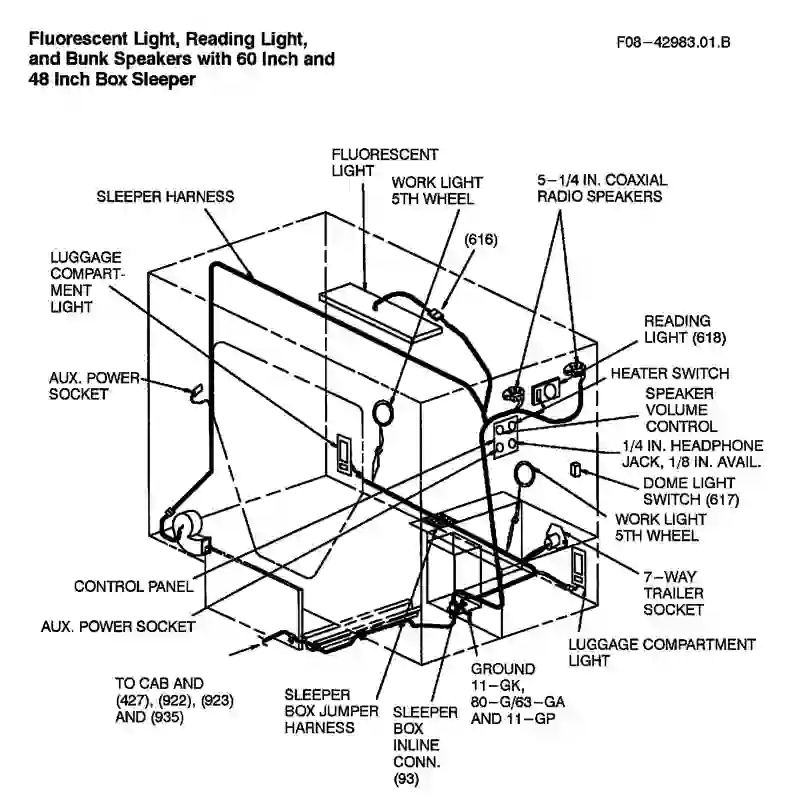 Fluorescent Light, Reading Light,
and Bunk Speakers with 60 Inch and
48 Inch Box Sleeper
F08-42983.01.B
FLUORESCENT
LIGHT
WORK LIGHT
5TH WHEEL
5-1/4 IN. COAXIAL
RADIO SPEAKERS
SLEEPER HARNESS
(616)
LUGGAGE
COMPART-
MENT
LIGHT
READING
LIGHT (618)
AUX. POWER
SOCKET
HEATER SWITCH
SPEAKER
VOLUME
CONTROL
1/4 IN. HEADPHONE
JACK, 1/8 IN. AVAIL.
DOME LIGHT
SWITCH (617)
WORK LIGHT
5TH WHEEL
CONTROL PANEL
7-WAY
TRAILER
SOCKET
AUX. POWER SOCKET
LUGGAGE COMPARTMENT
LIGHT
TO CAB AND
(427), (922), (923)
AND (935)
SLEEPER
BOX JUMPER
HARNESS
SLEEPER
BOX
INLINE
CONN.
(93)
GROUND
11-GK,
80-G/63-GA
AND 11-GP